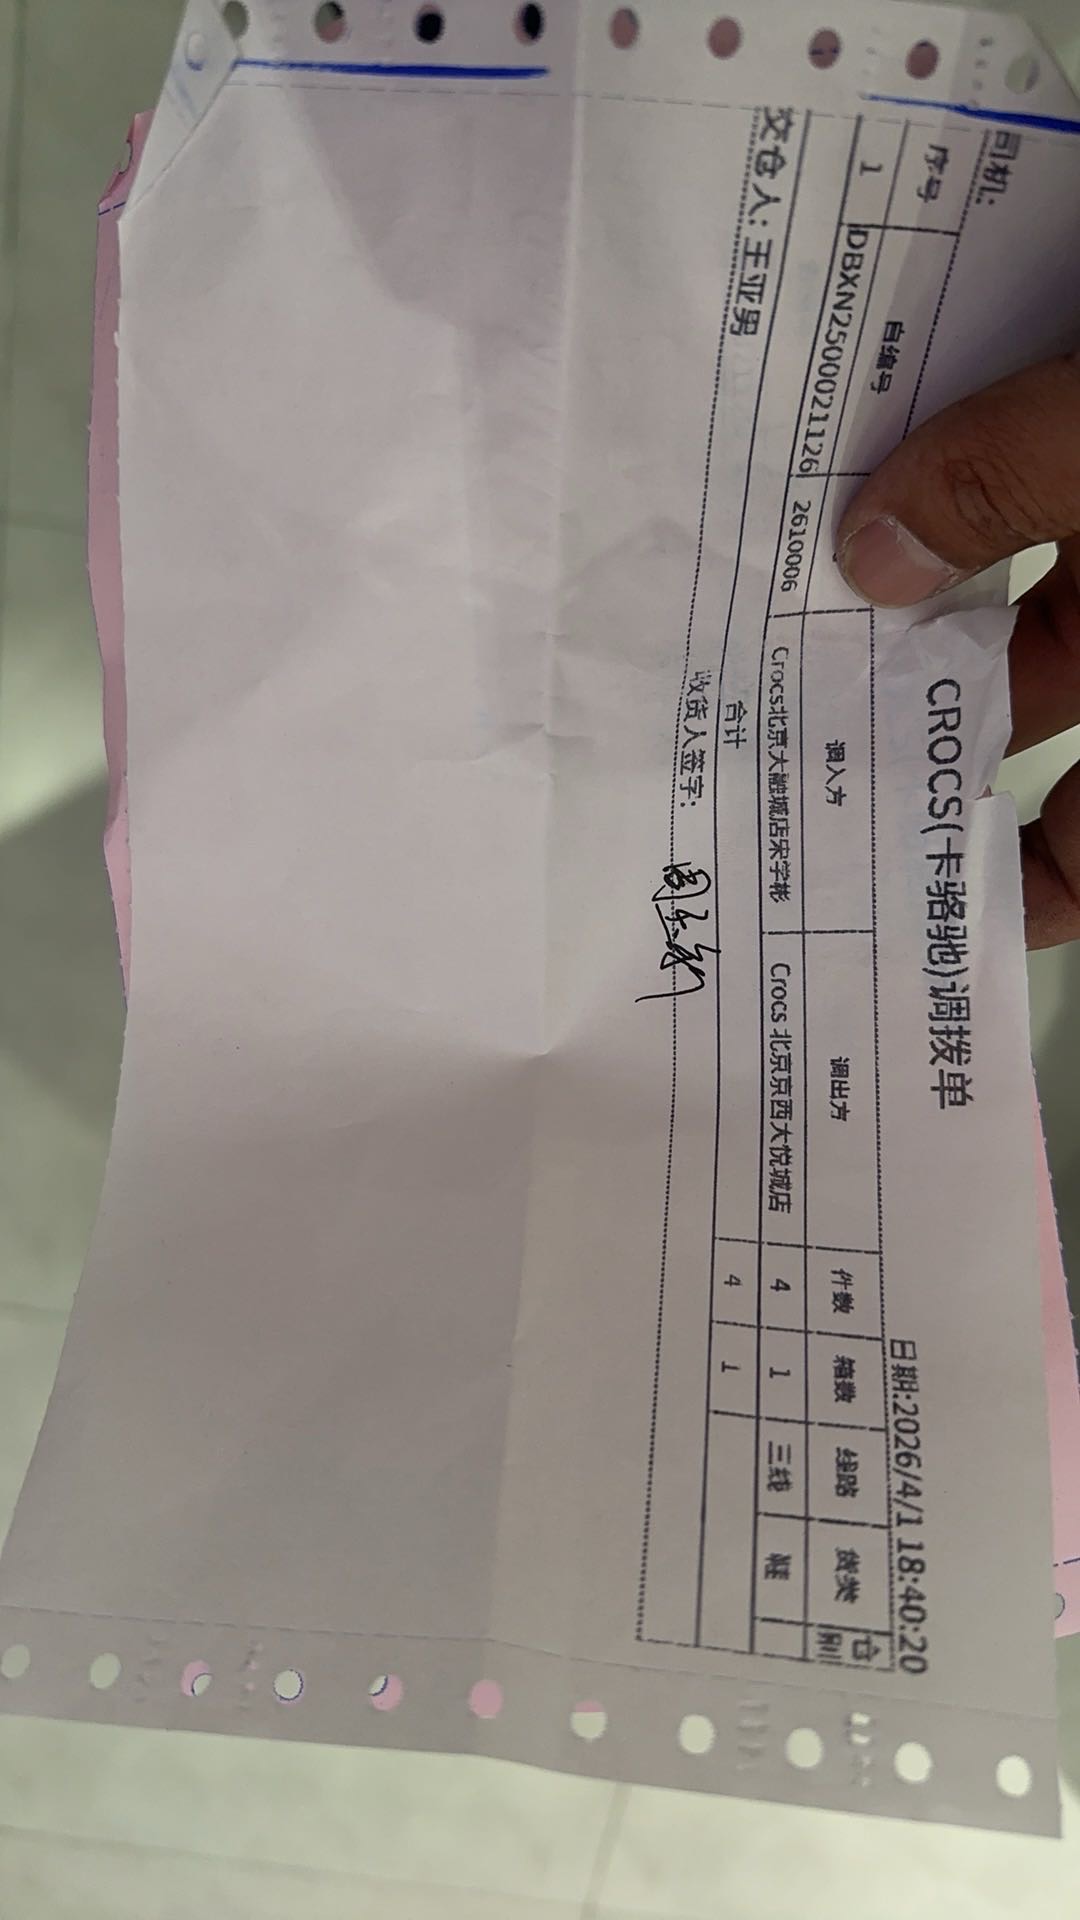 CROCS(卡骆驰)调拨单
司机:
日期:2026/4/1 18:40:20
序号 自编号 调入方 调出方 件数 箱数 线路 货类 仓别
1 DBXN2500021126 2610006 Crocs北京大融城店宋学彬 Crocs 北京京西大悦城店 4 1 三线 鞋
合计 4 1
交仓人: 王亚男 收货人签字: